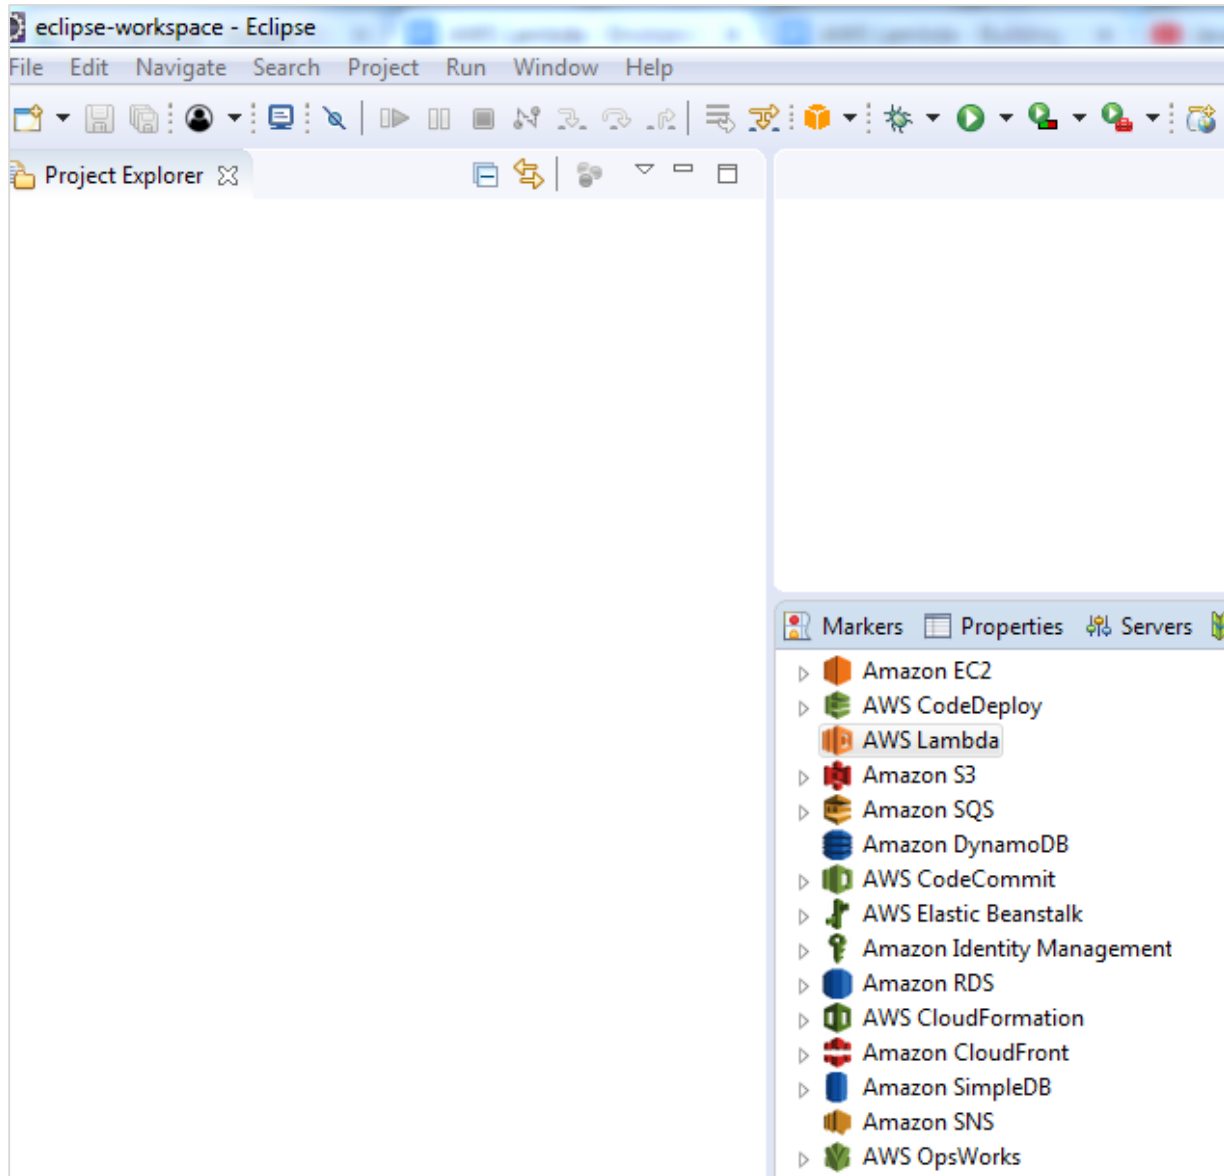 eclipse-workspace - Eclipse
File Edit Navigate Search Project Run Window Help
Project Explorer
Markers Properties Servers
Amazon EC2
AWS CodeDeploy
AWS Lambda
Amazon S3
Amazon SQS
Amazon DynamoDB
AWS CodeCommit
AWS Elastic Beanstalk
Amazon Identity Management
Amazon RDS
AWS CloudFormation
Amazon CloudFront
Amazon SimpleDB
Amazon SNS
AWS OpsWorks